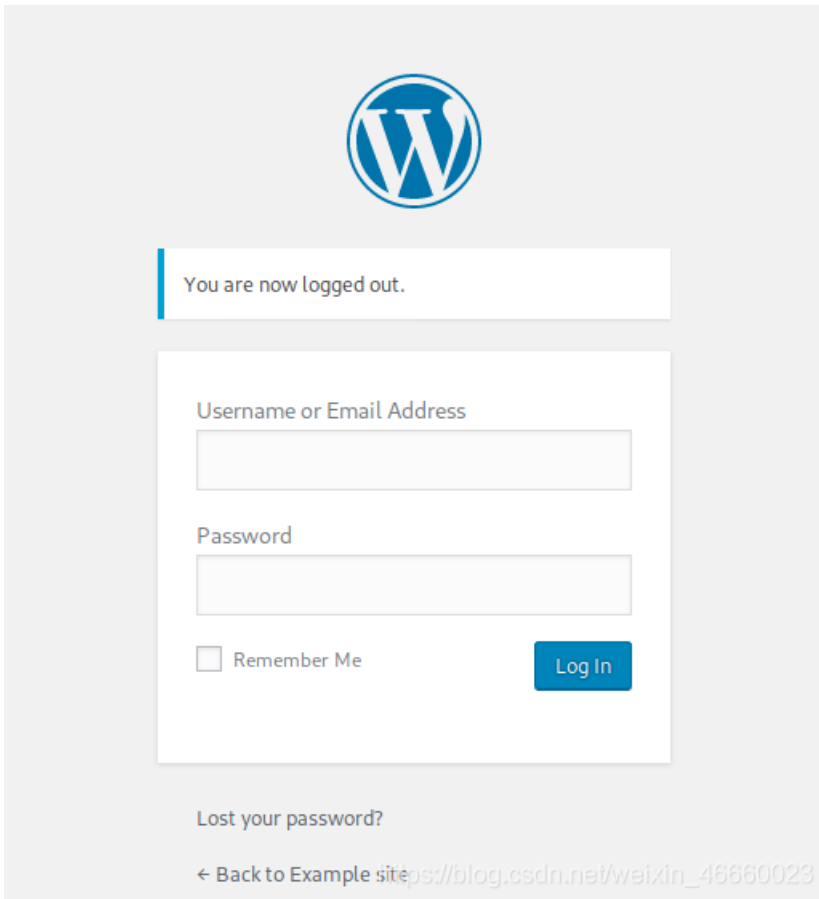 You are now logged out.
Username or Email Address
Password
Remember Me
Log In
Lost your password?
← Back to Example site
https://blog.csdn.net/weixin_46660023